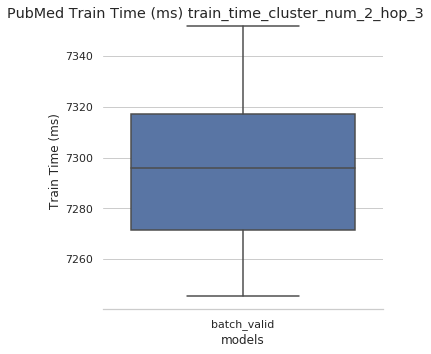 PubMed Train Time (ms) train_time_cluster_num_2_hop_3
Train Time (ms)
7340
7320
7300
7280
7260
batch_valid
models